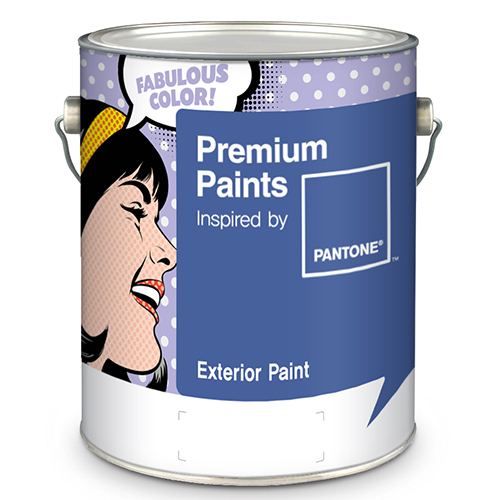 FABULOUS
COLOR!
Premium
Paints
Inspired by
PANTONE®
™
Exterior Paint